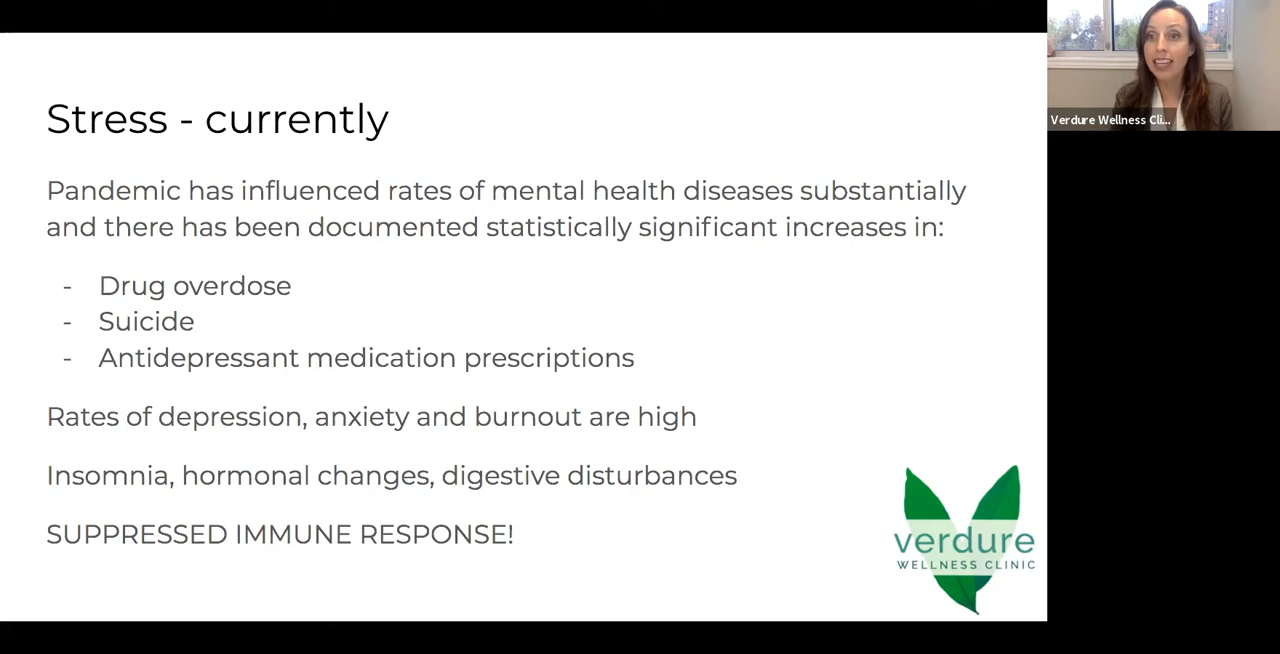 Stress - currently
Verdure Wellness Cli...
Pandemic has influenced rates of mental health diseases substantially
and there has been documented statistically significant increases in:
- Drug overdose
- Suicide
- Antidepressant medication prescriptions
Rates of depression, anxiety and burnout are high
Insomnia, hormonal changes, digestive disturbances
SUPPRESSED IMMUNE RESPONSE!
verdure
WELLNESS CLINIC